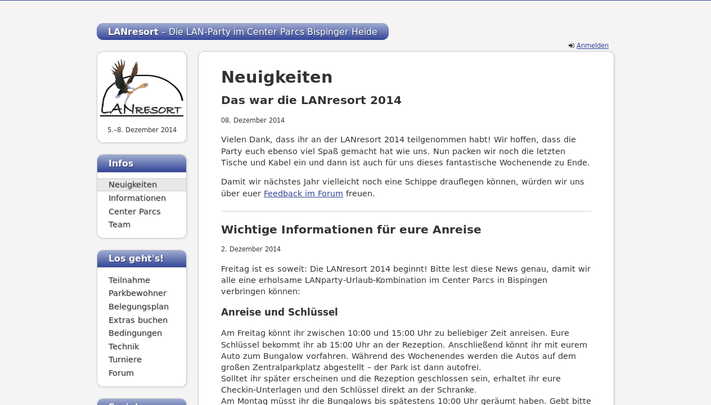 LANresort – Die LAN-Party im Center Parcs Bispinger Heide
Anmelden
LANRESORT
5.–8. Dezember 2014
Infos
Neuigkeiten
Informationen
Center Parcs
Team
Los geht's!
Teilnahme
Parkbewohner
Belegungsplan
Extras buchen
Bedingungen
Technik
Turniere
Forum
Neuigkeiten
Das war die LANresort 2014
08. Dezember 2014
Vielen Dank, dass ihr an der LANresort 2014 teilgenommen habt! Wir hoffen, dass die
Party euch ebenso viel Spaß gemacht hat wie uns. Nun packen wir noch die letzten
Tische und Kabel ein und dann ist auch für uns dieses fantastische Wochenende zu Ende.
Damit wir nächstes Jahr vielleicht noch eine Schippe drauflegen können, würden wir uns
über euer Feedback im Forum freuen.
Wichtige Informationen für eure Anreise
2. Dezember 2014
Freitag ist es soweit: Die LANresort 2014 beginnt! Bitte lest diese News genau, damit wir
alle eine erholsame LANparty-Urlaub-Kombination im Center Parcs in Bispingen
verbringen können:
Anreise und Schlüssel
Am Freitag könnt ihr zwischen 10:00 und 15:00 Uhr zu beliebiger Zeit anreisen. Eure
Schlüssel bekommt ihr ab 15:00 Uhr an der Rezeption. Anschließend könnt ihr mit eurem
Auto zum Bungalow vorfahren. Während des Wochenendes werden die Autos auf dem
großen Zentralparkplatz abgestellt – der Park ist dann autofrei.
Solltet ihr später erscheinen und die Rezeption geschlossen sein, erhaltet ihr eure
Checkin-Unterlagen und den Schlüssel direkt an der Schranke.
Am Montag müsst ihr die Bungalows bis spätestens 10:00 Uhr geräumt haben. Gebt bitte